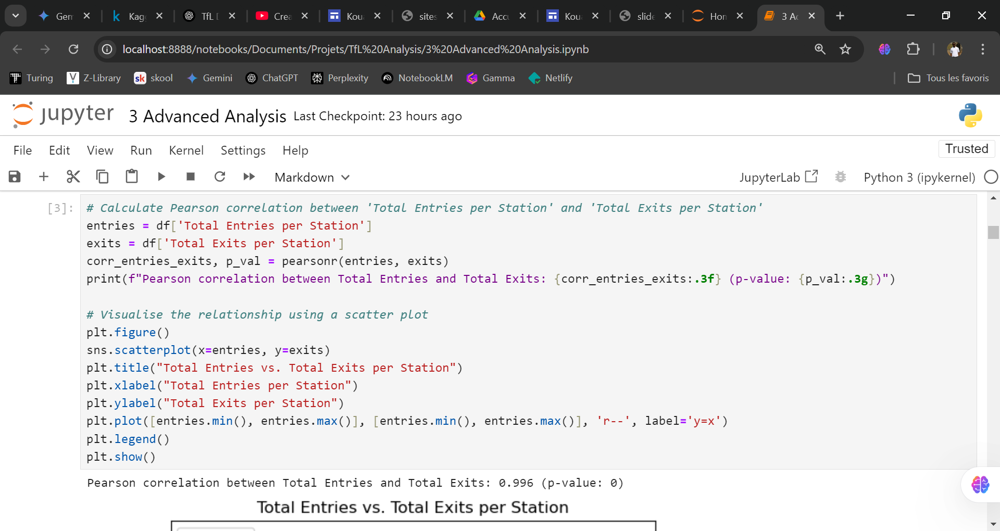 Gem
Kag
TfL D
Crea
Kou
sites
Accu
Kou
slide
Hom
3 Ac
localhost:8888/notebooks/Documents/Projets/TfL%20Analysis/3%20Advanced%20Analysis.ipynb
Turing
Z-Library
sk skool
Gemini
ChatGPT
Perplexity
NotebookLM
Gamma
Netlify
Tous les favoris
jupyter 3 Advanced Analysis Last Checkpoint: 23 hours ago
File Edit View Run Kernel Settings Help Trusted
Markdown JupyterLab Python 3 (ipykernel)
[3]: # Calculate Pearson correlation between 'Total Entries per Station' and 'Total Exits per Station'
entries = df['Total Entries per Station']
exits = df['Total Exits per Station']
corr_entries_exits, p_val = pearsonr(entries, exits)
print(f"Pearson correlation between Total Entries and Total Exits: {corr_entries_exits:.3f} (p-value: {p_val:.3g})")
# Visualise the relationship using a scatter plot
plt.figure()
sns.scatterplot(x=entries, y=exits)
plt.title("Total Entries vs. Total Exits per Station")
plt.xlabel("Total Entries per Station")
plt.ylabel("Total Exits per Station")
plt.plot([entries.min(), entries.max()], [entries.min(), entries.max()], 'r--', label='y=x')
plt.legend()
plt.show()
Pearson correlation between Total Entries and Total Exits: 0.996 (p-value: 0)
Total Entries vs. Total Exits per Station